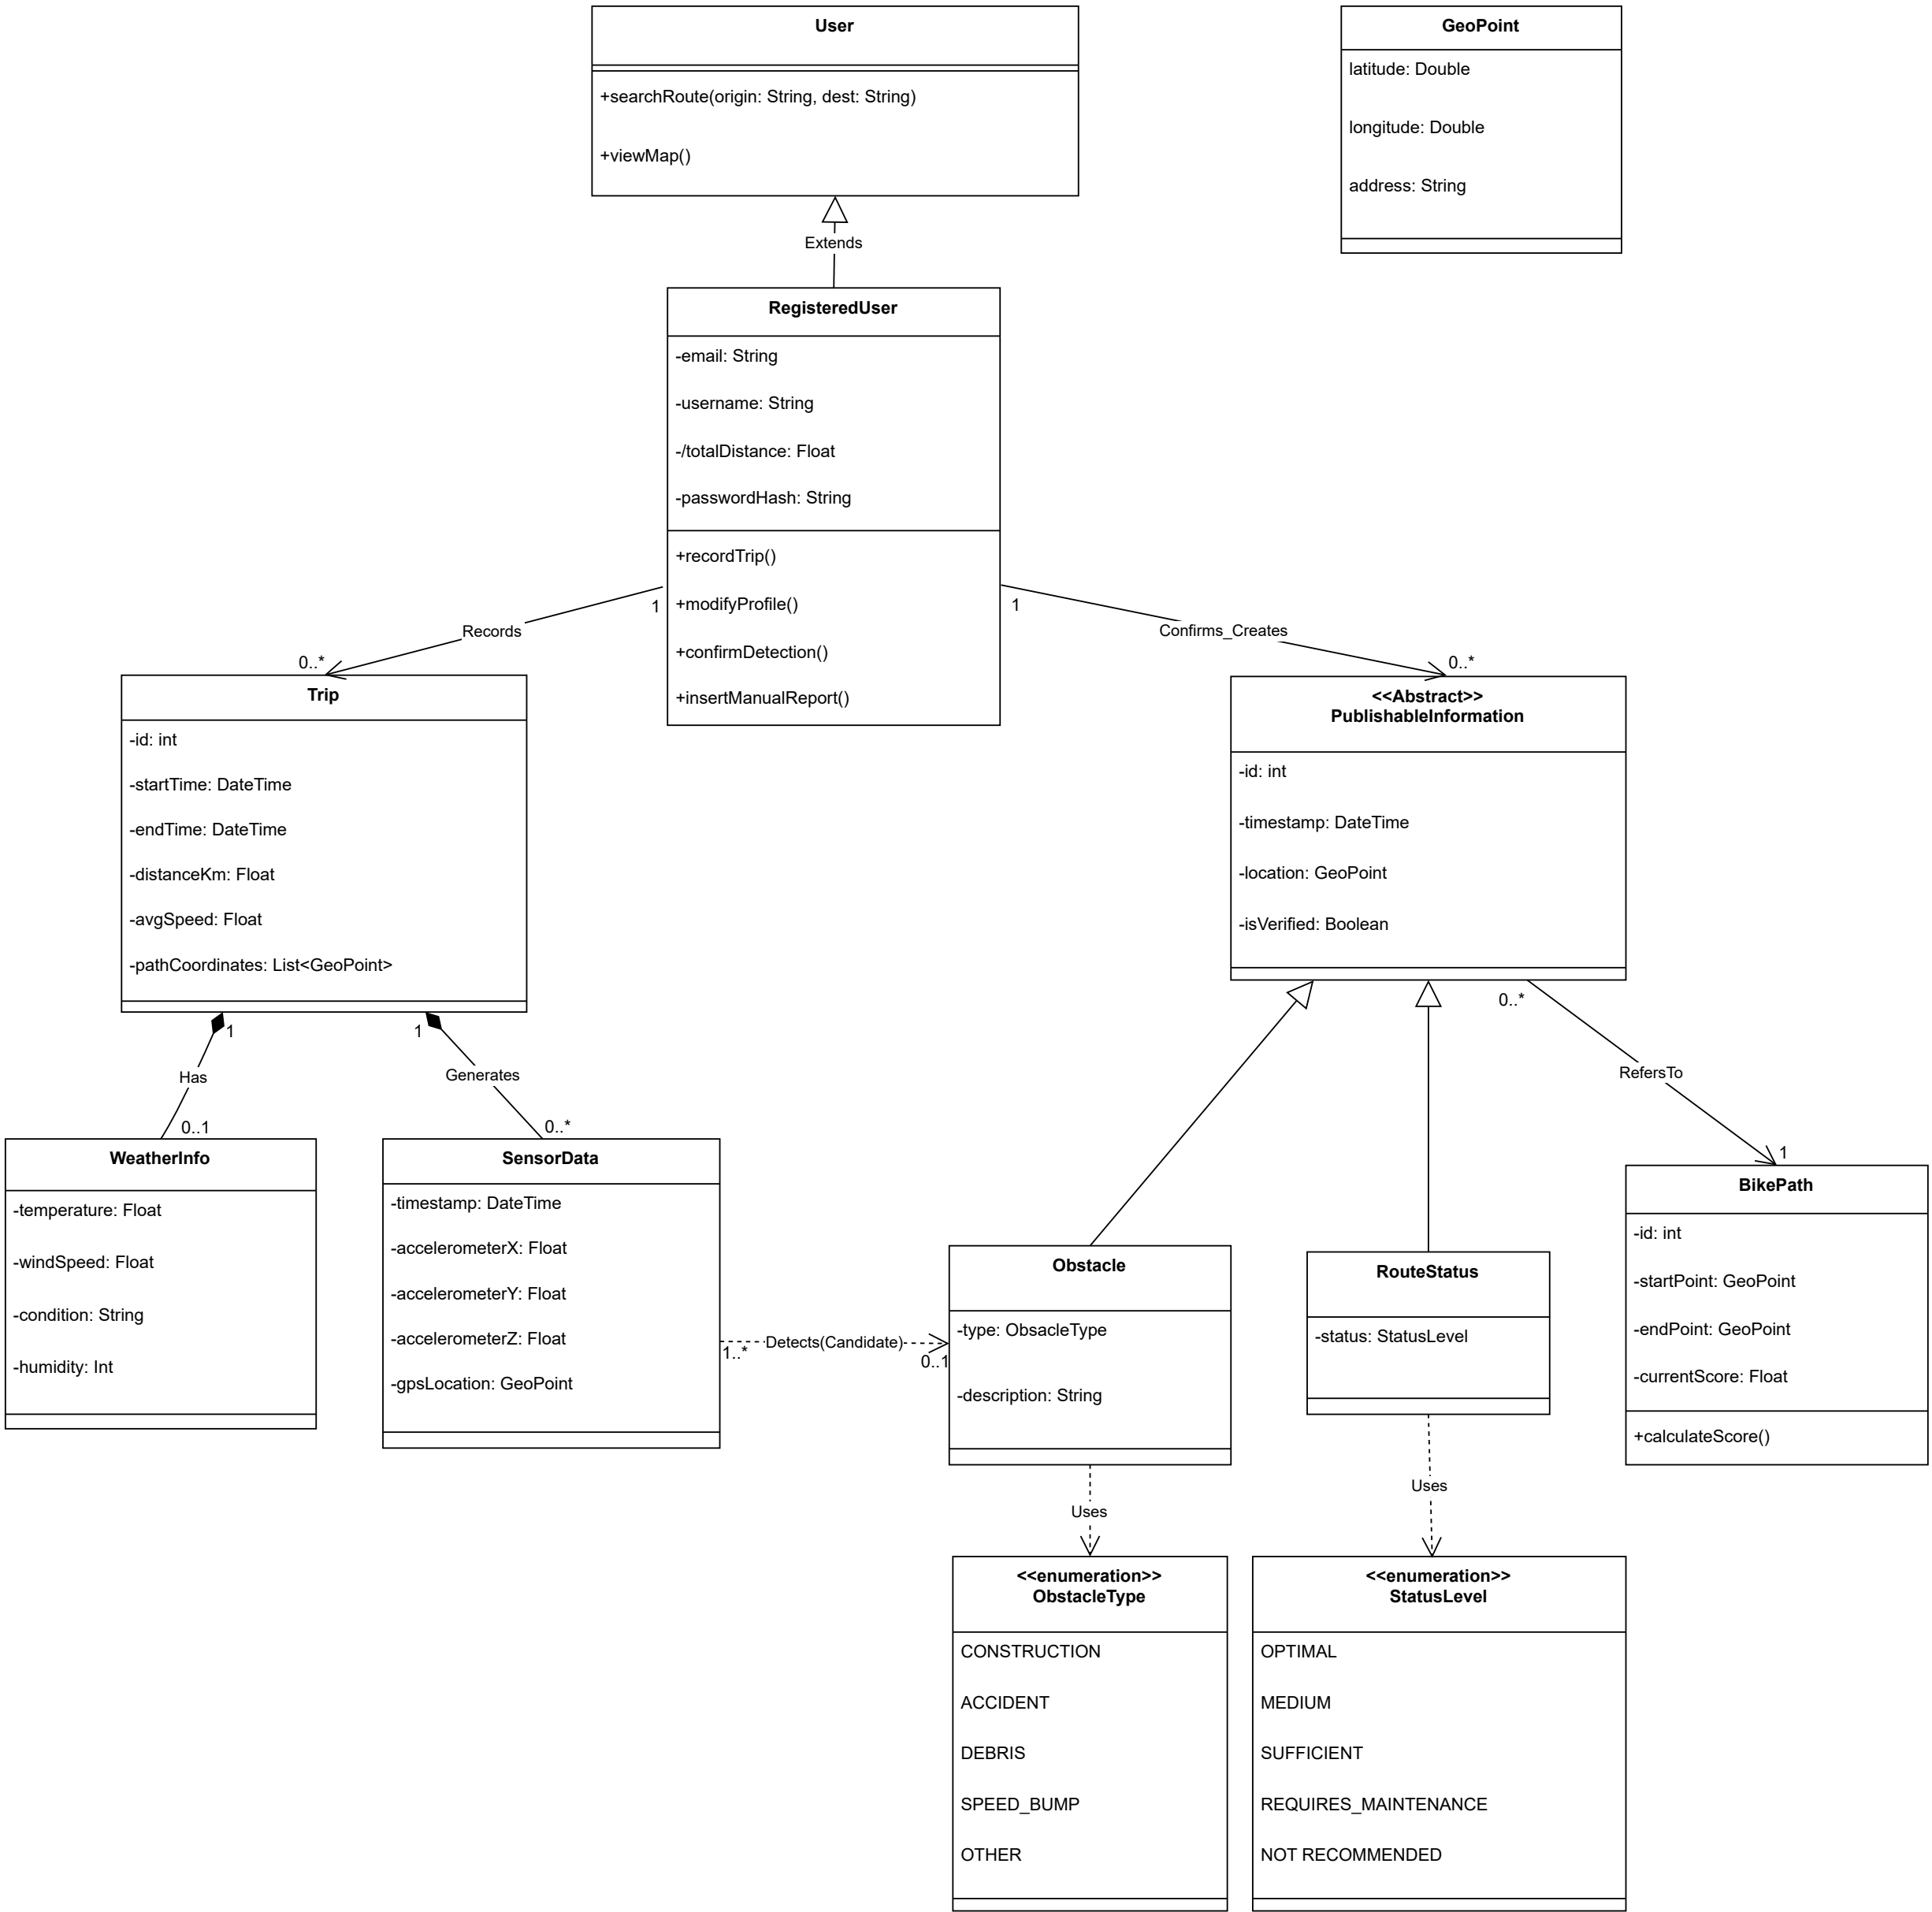 User
+searchRoute(origin: String, dest: String)
+viewMap()
GeoPoint
latitude: Double
longitude: Double
address: String
Extends
RegisteredUser
-email: String
-username: String
-/totalDistance: Float
-passwordHash: String
+recordTrip()
+modifyProfile()
+confirmDetection()
+insertManualReport()
1
Records
0..*
1
Confirms_Creates
0..*
Trip
-id: int
-startTime: DateTime
-endTime: DateTime
-distanceKm: Float
-avgSpeed: Float
-pathCoordinates: List<GeoPoint>
<<Abstract>>
PublishableInformation
-id: int
-timestamp: DateTime
-location: GeoPoint
-isVerified: Boolean
1
Has
0..1
1
Generates
0..*
0..*
RefersTo
1
WeatherInfo
-temperature: Float
-windSpeed: Float
-condition: String
-humidity: Int
SensorData
-timestamp: DateTime
-accelerometerX: Float
-accelerometerY: Float
-accelerometerZ: Float
-gpsLocation: GeoPoint
1..*
Detects(Candidate)
0..1
Obstacle
-type: ObsacleType
-description: String
RouteStatus
-status: StatusLevel
BikePath
-id: int
-startPoint: GeoPoint
-endPoint: GeoPoint
-currentScore: Float
+calculateScore()
Uses
Uses
<<enumeration>>
ObstacleType
CONSTRUCTION
ACCIDENT
DEBRIS
SPEED_BUMP
OTHER
<<enumeration>>
StatusLevel
OPTIMAL
MEDIUM
SUFFICIENT
REQUIRES_MAINTENANCE
NOT RECOMMENDED